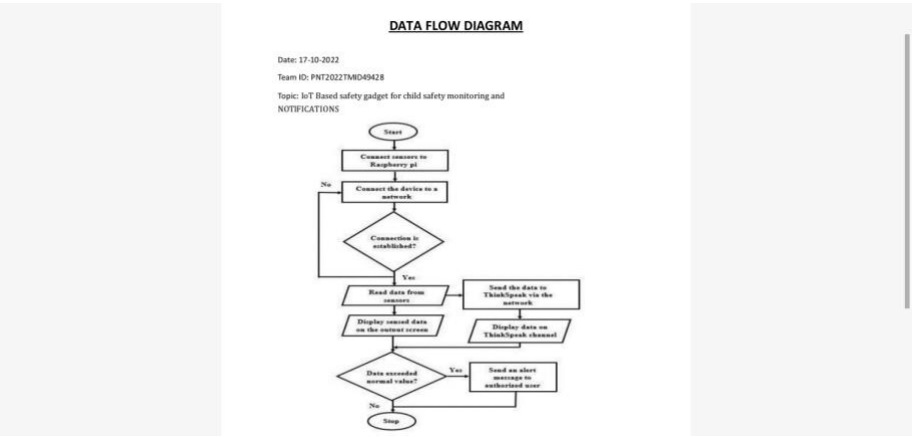 DATA FLOW DIAGRAM
Date: 17-10-2022
Team ID: PNT2022TMID49428
Topic: IoT Based safety gadget for child safety monitoring and
NOTIFICATIONS
Start
Connect sensors to
Raspberry pi
No
Connect the device to a
network
Connection is
established?
Yes
Read data from
sensors
Send the data to
ThinkSpeak via the
network
Display sensed data
on the output screen
Display data on
ThinkSpeak channel
Data exceeded
normal value?
Yes
Send an alert
message to
authorized user
No
Stop